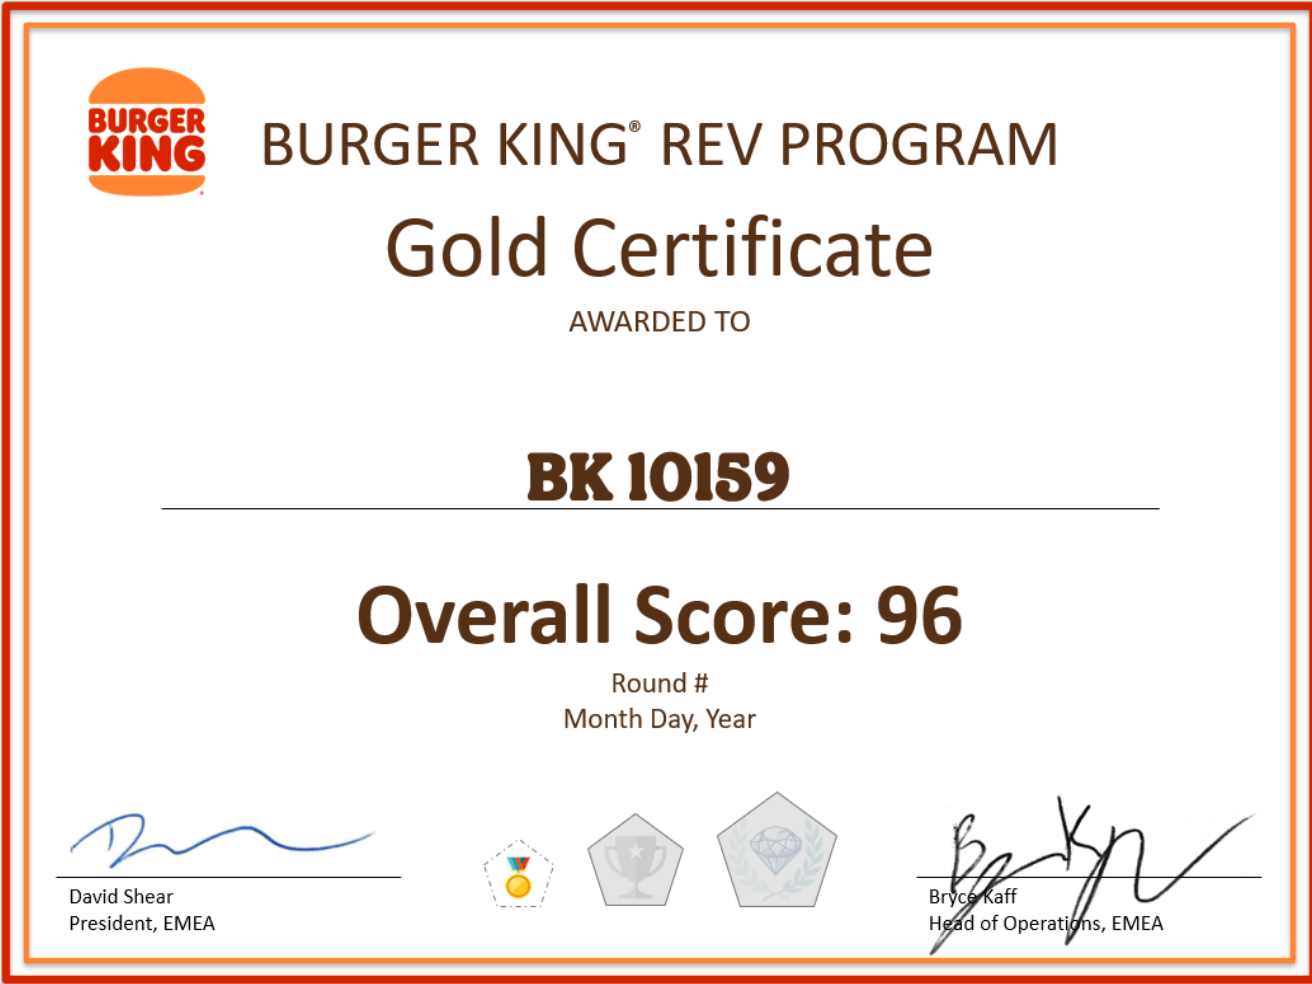 BURGER
KING
BURGER KING® REV PROGRAM
Gold Certificate
AWARDED TO
BK 10159
Overall Score: 96
Round #
Month Day, Year
David Shear
President, EMEA
Bryce Kaff
Head of Operations, EMEA